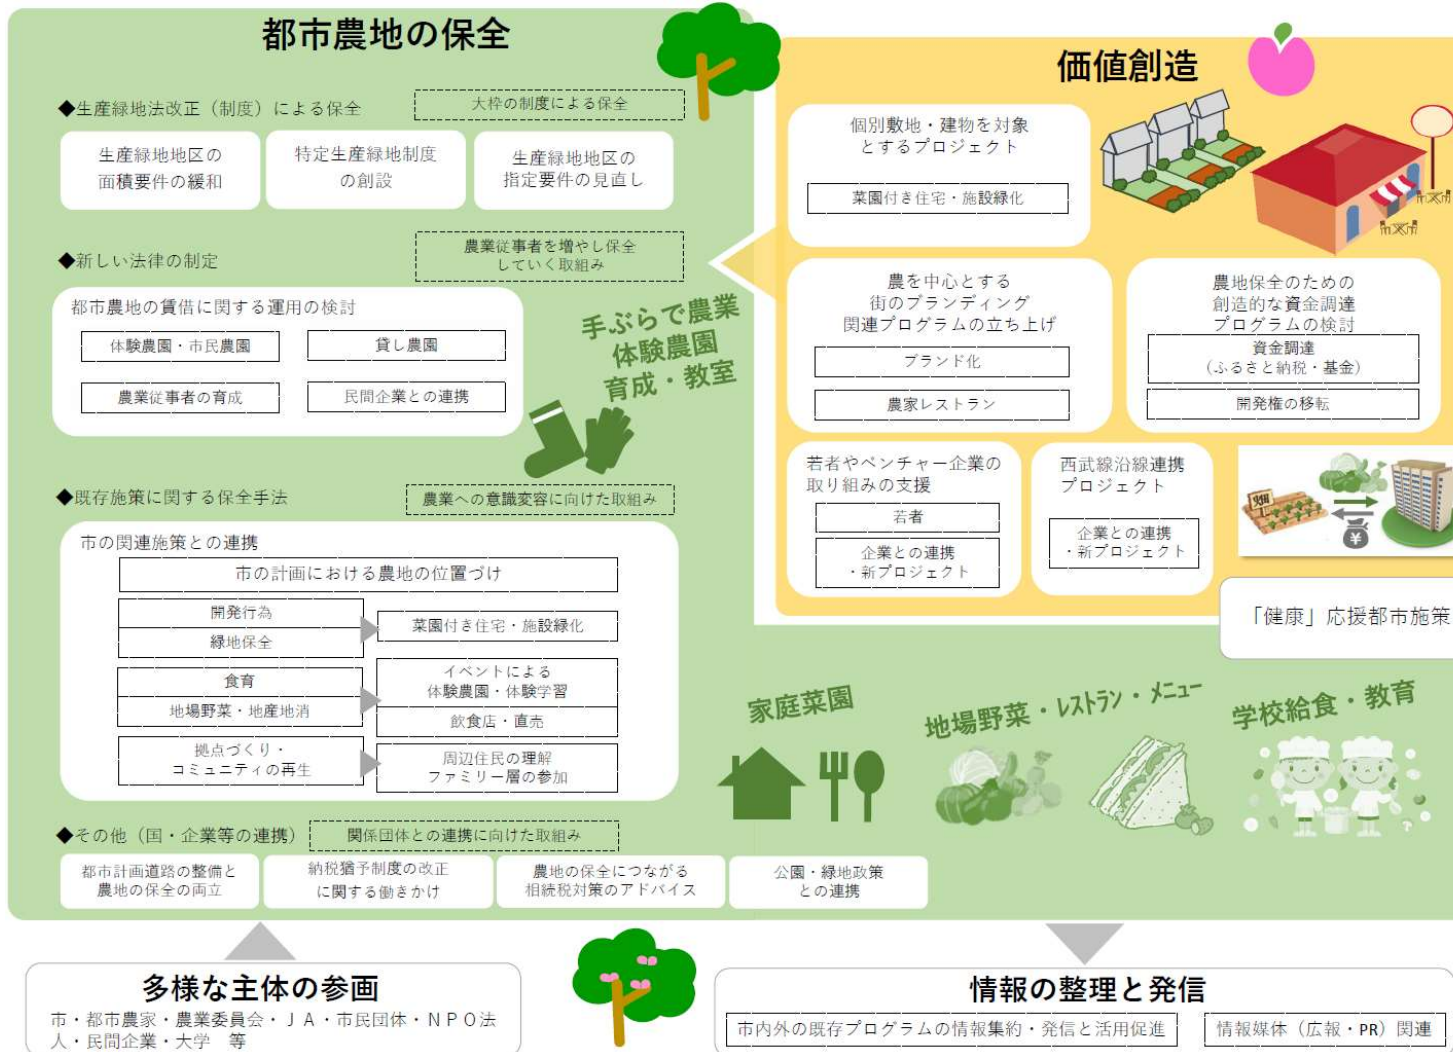 都市農地の保全
◆生産緑地法改正（制度）による保全
大枠の制度による保全
生産緑地地区の
面積要件の緩和
特定生産緑地制度
の創設
生産緑地地区の
指定要件の見直し
◆新しい法律の制定
農業従事者を増やし保全
していく取組み
都市農地の賃借に関する運用の検討
体験農園・市民農園
貸し農園
農業従事者の育成
民間企業との連携
手ぶらで農業
体験農園
育成・教室
◆既存施策に関する保全手法
農業への意識変容に向けた取組み
市の関連施策との連携
市の計画における農地の位置づけ
開発行為
緑地保全
菜園付き住宅・施設緑化
食育
地場野菜・地産地消
イベントによる
体験農園・体験学習
飲食店・直売
拠点づくり・
コミュニティの再生
周辺住民の理解
ファミリー層の参加
◆その他（国・企業等の連携）
関係団体との連携に向けた取組み
都市計画道路の整備と
農地の保全の両立
納税猶予制度の改正
に関する働きかけ
農地の保全につながる
相続税対策のアドバイス
公園・緑地政策
との連携
価値創造
個別敷地・建物を対象
とするプロジェクト
菜園付き住宅・施設緑化
農を中心とする
街のブランディング
関連プログラムの立ち上げ
ブランド化
農家レストラン
農地保全のための
創造的な資金調達
プログラムの検討
資金調達
（ふるさと納税・基金）
開発権の移転
若者やベンチャー企業の
取り組みの支援
若者
企業との連携
・新プロジェクト
西武線沿線連携
プロジェクト
企業との連携
・新プロジェクト
畑
¥
「健康」応援都市施策
家庭菜園
地場野菜・レストラン・メニュー
学校給食・教育
多様な主体の参画
市・都市農家・農業委員会・ＪＡ・市民団体・ＮＰＯ法
人・民間企業・大学　等
情報の整理と発信
市内外の既存プログラムの情報集約・発信と活用促進
情報媒体（広報・PR）関連